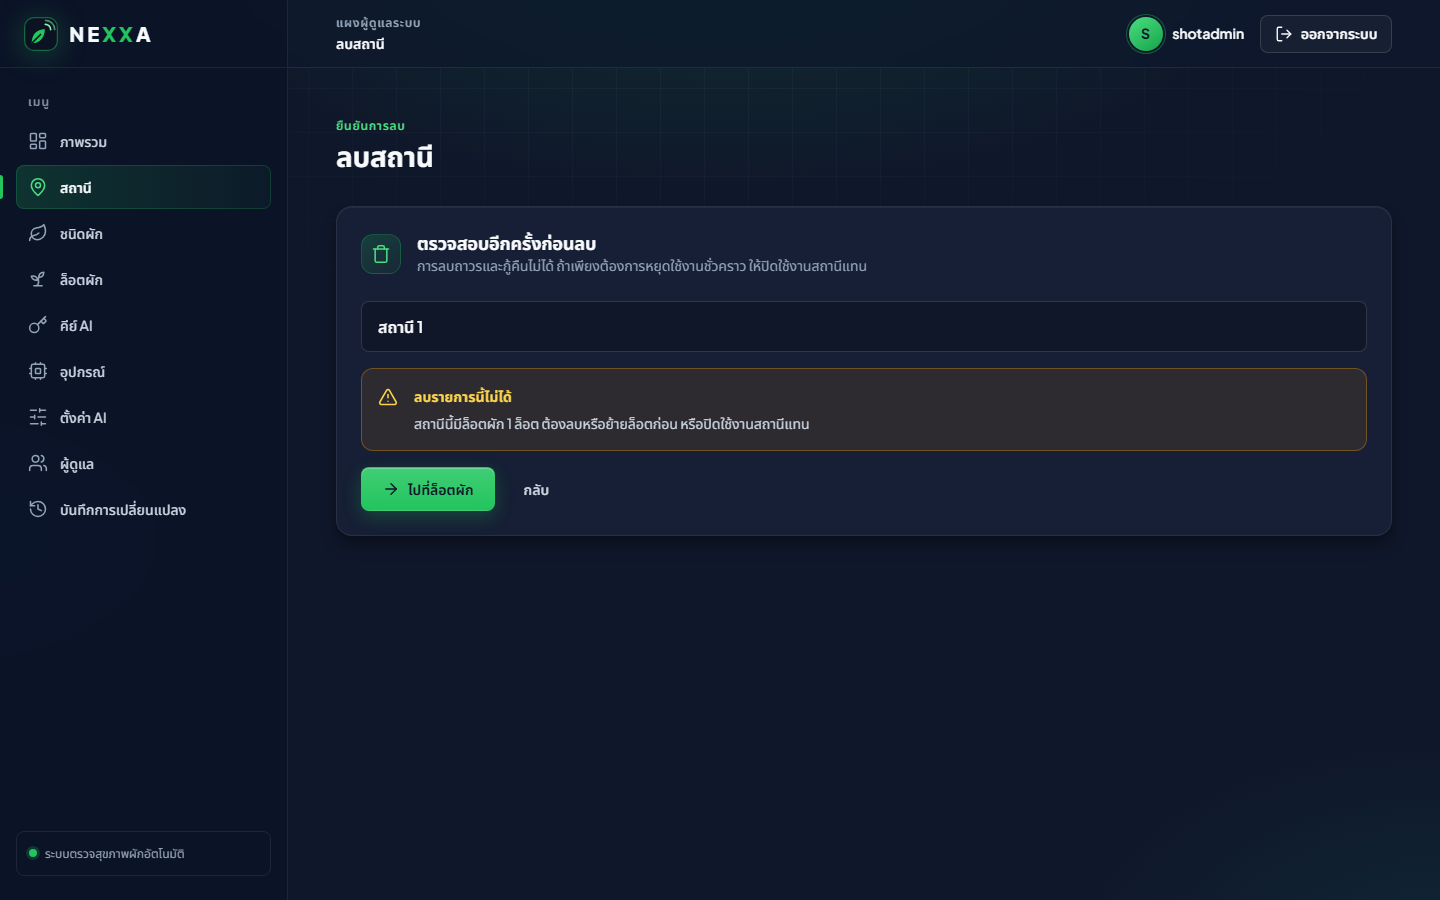 NEXXA
แผงผู้ดูแลระบบ
ลบสถานี
S
shotadmin
ออกจากระบบ
เมนู
ภาพรวม
สถานี
ชนิดผัก
ล็อตผัก
คีย์ AI
อุปกรณ์
ตั้งค่า AI
ผู้ดูแล
บันทึกการเปลี่ยนแปลง
ระบบตรวจสุขภาพผักอัตโนมัติ
ยืนยันการลบ
ลบสถานี
ตรวจสอบอีกครั้งก่อนลบ
การลบถาวรและกู้คืนไม่ได้ ถ้าเพียงต้องการหยุดใช้งานชั่วคราว ให้ปิดใช้งานสถานีแทน
สถานี 1
ลบรายการนี้ไม่ได้
สถานีนี้มีล็อตผัก 1 ล็อต ต้องลบหรือย้ายล็อตก่อน หรือปิดใช้งานสถานีแทน
ไปที่ล็อตผัก
กลับ